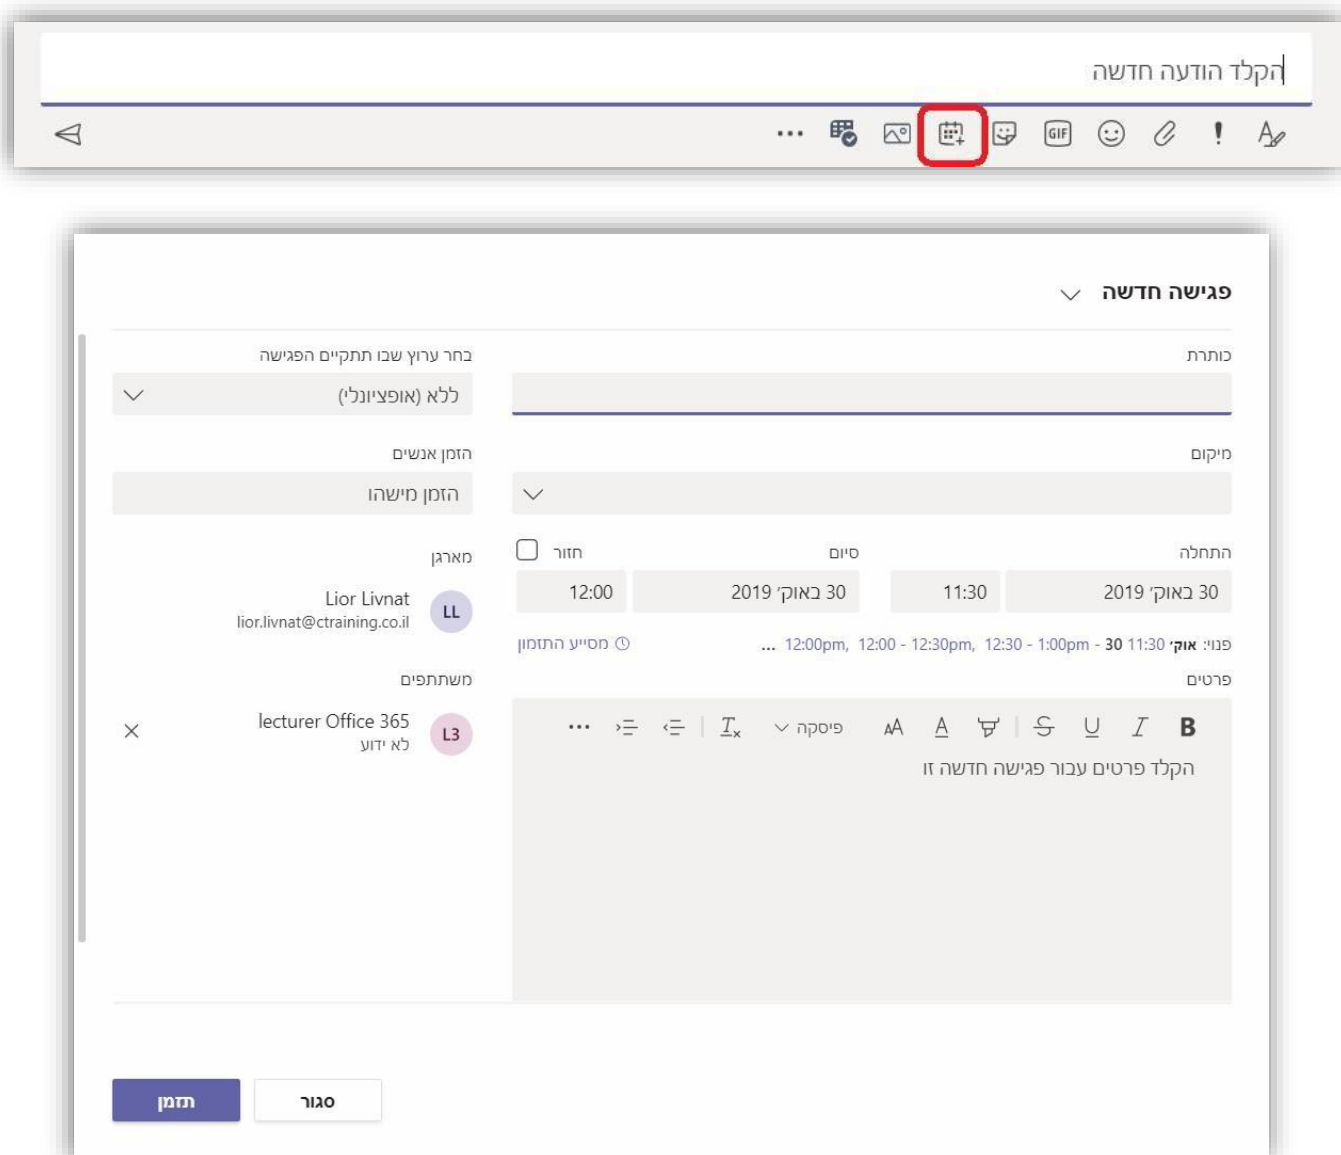 הקלד הודעה חדשה
GIF
פגישה חדשה
כותרת
בחר ערוץ שבו תתקיים הפגישה
ללא (אופציונלי)
מיקום
הזמן אנשים
הזמן מישהו
התחלה
סיום
חזור
30 באוק׳ 2019
11:30
30 באוק׳ 2019
12:00
פנוי: אוק׳ 30 11:30 - 12:00pm, 12:00 - 12:30pm, 12:30 - 1:00pm ...
מסייע התזמון
מארגן
LL
Lior Livnat
lior.livnat@ctraining.co.il
פרטים
B I U S A AA פיסקה Tx ...
הקלד פרטים עבור פגישה חדשה זו
משתתפים
L3
lecturer Office 365
לא ידוע
סגור
תזמן